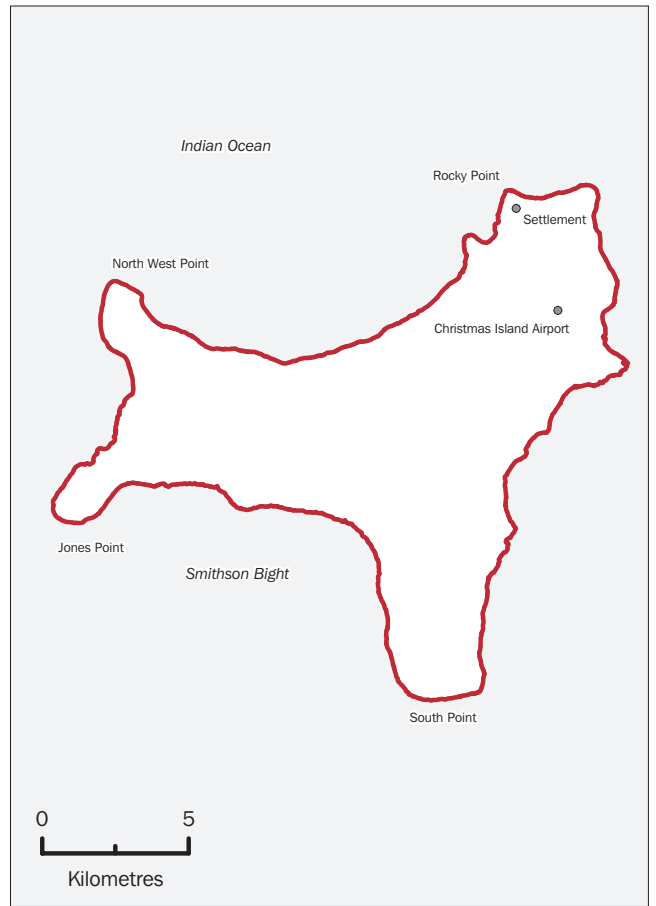 Indian Ocean
Rocky Point
Settlement
North West Point
Christmas Island Airport
Jones Point
Smithson Bight
South Point
0 5
Kilometres